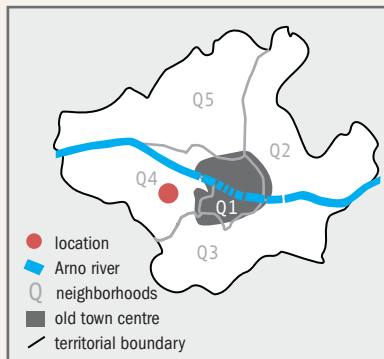 Q5
Q2
Q4
Q1
Q3
location
Arno river
Q neighborhoods
old town centre
territorial boundary